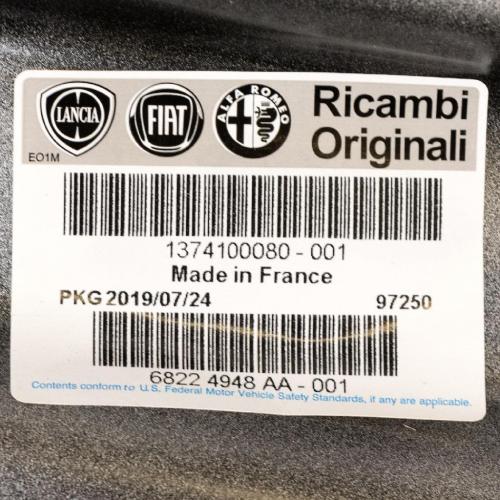 LANCIA FIAT ALFA ROMEO Ricambi
Originali
EO1M
1374100080 - 001
Made in France
PKG 2019/07/24 97250
6822 4948 AA - 001
Contents conform to U.S. Federal Motor Vehicle Safety Standards, if any are applicable.